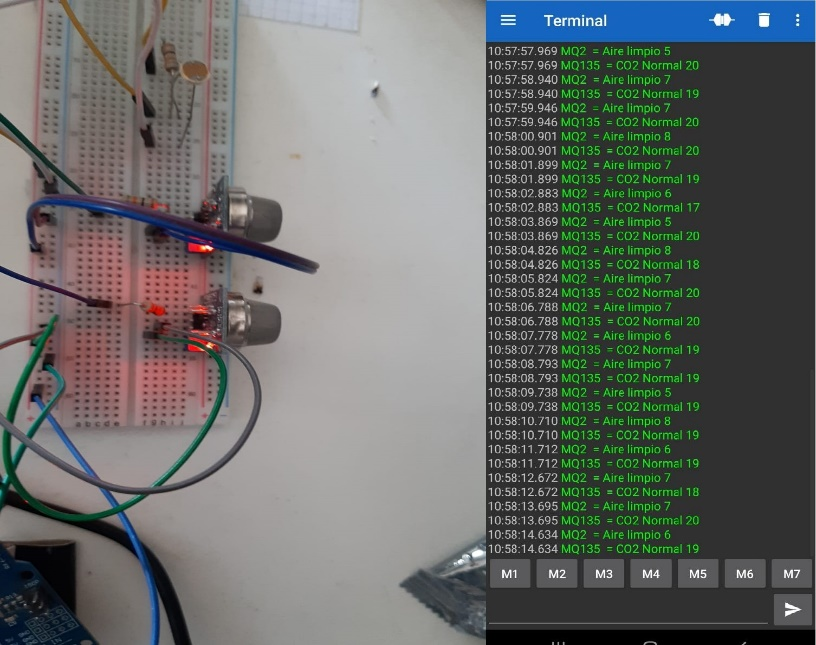 Terminal
10:57:57.969 MQ2 = Aire limpio 5
10:57:57.969 MQ135 = CO2 Normal 20
10:57:58.940 MQ2 = Aire limpio 7
10:57:58.940 MQ135 = CO2 Normal 19
10:57:59.946 MQ2 = Aire limpio 7
10:57:59.946 MQ135 = CO2 Normal 20
10:58:00.901 MQ2 = Aire limpio 8
10:58:00.901 MQ135 = CO2 Normal 20
10:58:01.899 MQ2 = Aire limpio 7
10:58:01.899 MQ135 = CO2 Normal 19
10:58:02.883 MQ2 = Aire limpio 6
10:58:02.883 MQ135 = CO2 Normal 17
10:58:03.869 MQ2 = Aire limpio 5
10:58:03.869 MQ135 = CO2 Normal 20
10:58:04.826 MQ2 = Aire limpio 8
10:58:04.826 MQ135 = CO2 Normal 18
10:58:05.824 MQ2 = Aire limpio 7
10:58:05.824 MQ135 = CO2 Normal 20
10:58:06.788 MQ2 = Aire limpio 7
10:58:06.788 MQ135 = CO2 Normal 20
10:58:07.778 MQ2 = Aire limpio 6
10:58:07.778 MQ135 = CO2 Normal 19
10:58:08.793 MQ2 = Aire limpio 7
10:58:08.793 MQ135 = CO2 Normal 19
10:58:09.738 MQ2 = Aire limpio 5
10:58:09.738 MQ135 = CO2 Normal 19
10:58:10.710 MQ2 = Aire limpio 8
10:58:10.710 MQ135 = CO2 Normal 19
10:58:11.712 MQ2 = Aire limpio 6
10:58:11.712 MQ135 = CO2 Normal 19
10:58:12.672 MQ2 = Aire limpio 7
10:58:12.672 MQ135 = CO2 Normal 18
10:58:13.695 MQ2 = Aire limpio 7
10:58:13.695 MQ135 = CO2 Normal 20
10:58:14.634 MQ2 = Aire limpio 6
10:58:14.634 MQ135 = CO2 Normal 19
M1 M2 M3 M4 M5 M6 M7